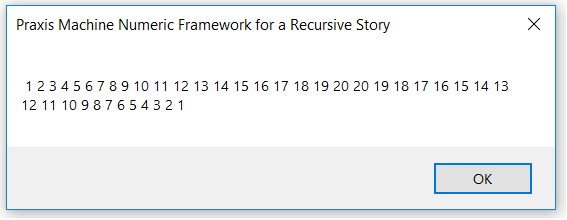 Praxis Machine Numeric Framework for a Recursive Story
1 2 3 4 5 6 7 8 9 10 11 12 13 14 15 16 17 18 19 20 20 19 18 17 16 15 14 13
12 11 10 9 8 7 6 5 4 3 2 1
OK